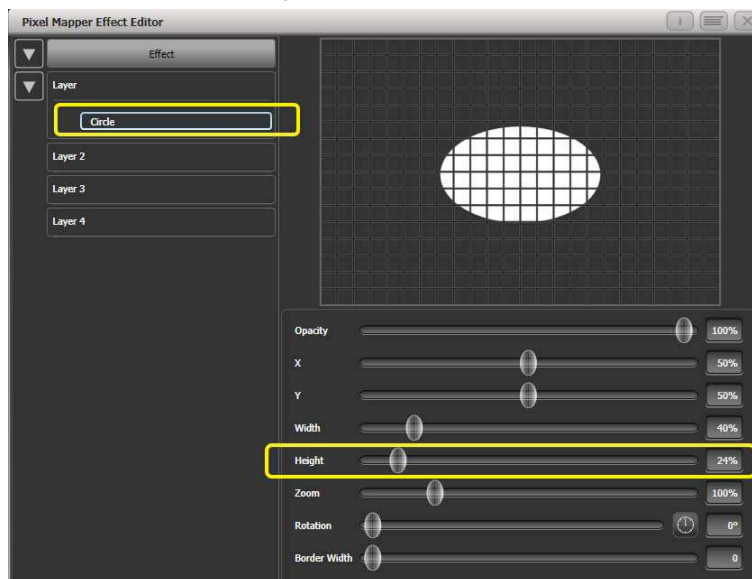 Pixel Mapper Effect Editor
Effect
Layer
Circle
Layer 2
Layer 3
Layer 4
Opacity 100%
X 50%
Y 50%
Width 40%
Height 24%
Zoom 100%
Rotation 0°
Border Width 0